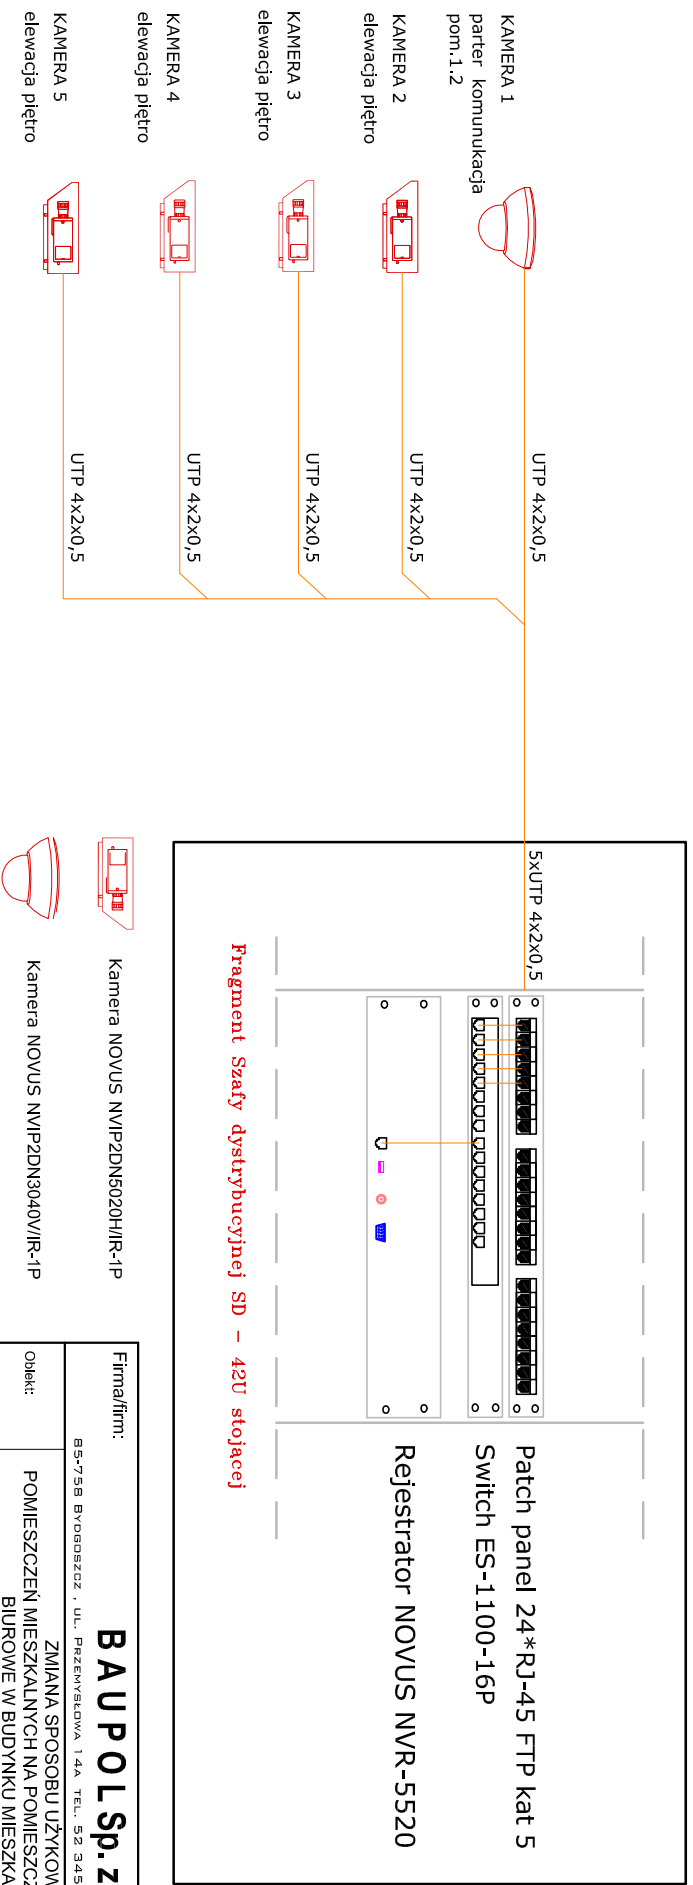 KAMERA 1
parter komunukacja
pom.1.2
KAMERA 2
elewacja piętro
KAMERA 3
elewacja piętro
KAMERA 4
elewacja piętro
KAMERA 5
elewacja piętro
UTP 4x2x0,5
UTP 4x2x0,5
UTP 4x2x0,5
UTP 4x2x0,5
UTP 4x2x0,5
5xUTP 4x2x0,5
Patch panel 24*RJ-45 FTP kat 5
Switch ES-1100-16P
Rejestrator NOVUS NVR-5520
Fragment Szafy dystrybucyjnej SD - 42U stojącej
Kamera NOVUS NVIP2DN5020H/IR-1P
Kamera NOVUS NVIP2DN3040V/IR-1P
Firma/firm:
BAUPOL Sp. z
85-758 BYDGOSZCZ , UL. PRZEMYSŁOWA 14A TEL. 52 345
Obiekt:
ZMIANA SPOSOBU UŻYKOW
POMIESZCZEŃ MIESZKALNYCH NA POMIESZCZ
BIUROWE W BUDYNKU MIESZKA